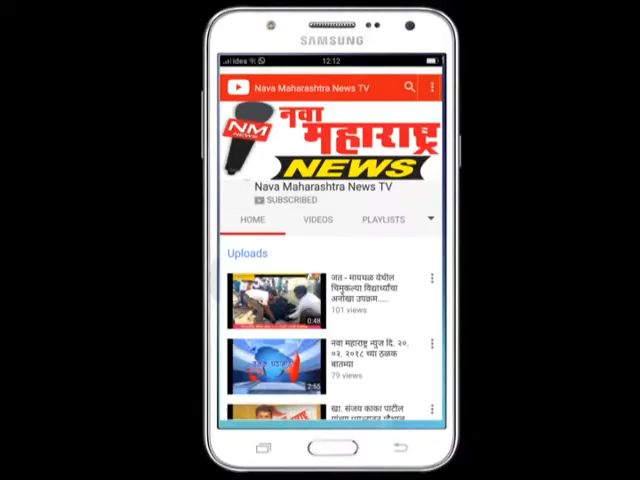 SAMSUNG
Idea
12:12
Nava Maharashtra News TV
नवा
महाराष्ट्र
NM
NEWS
NEWS
Nava Maharashtra News TV
SUBSCRIBED
HOME VIDEOS PLAYLISTS
Uploads
जत - मायथळ येथील
चिमुकल्या विद्यार्थ्यांचा
अनोखा उपक्रम.....
101 views
0:48
नवा महाराष्ट्र न्युज दि. २०.
०३. २०१८ च्या ठळक
बातम्या
79 views
2:55
खा. संजय काका पाटील